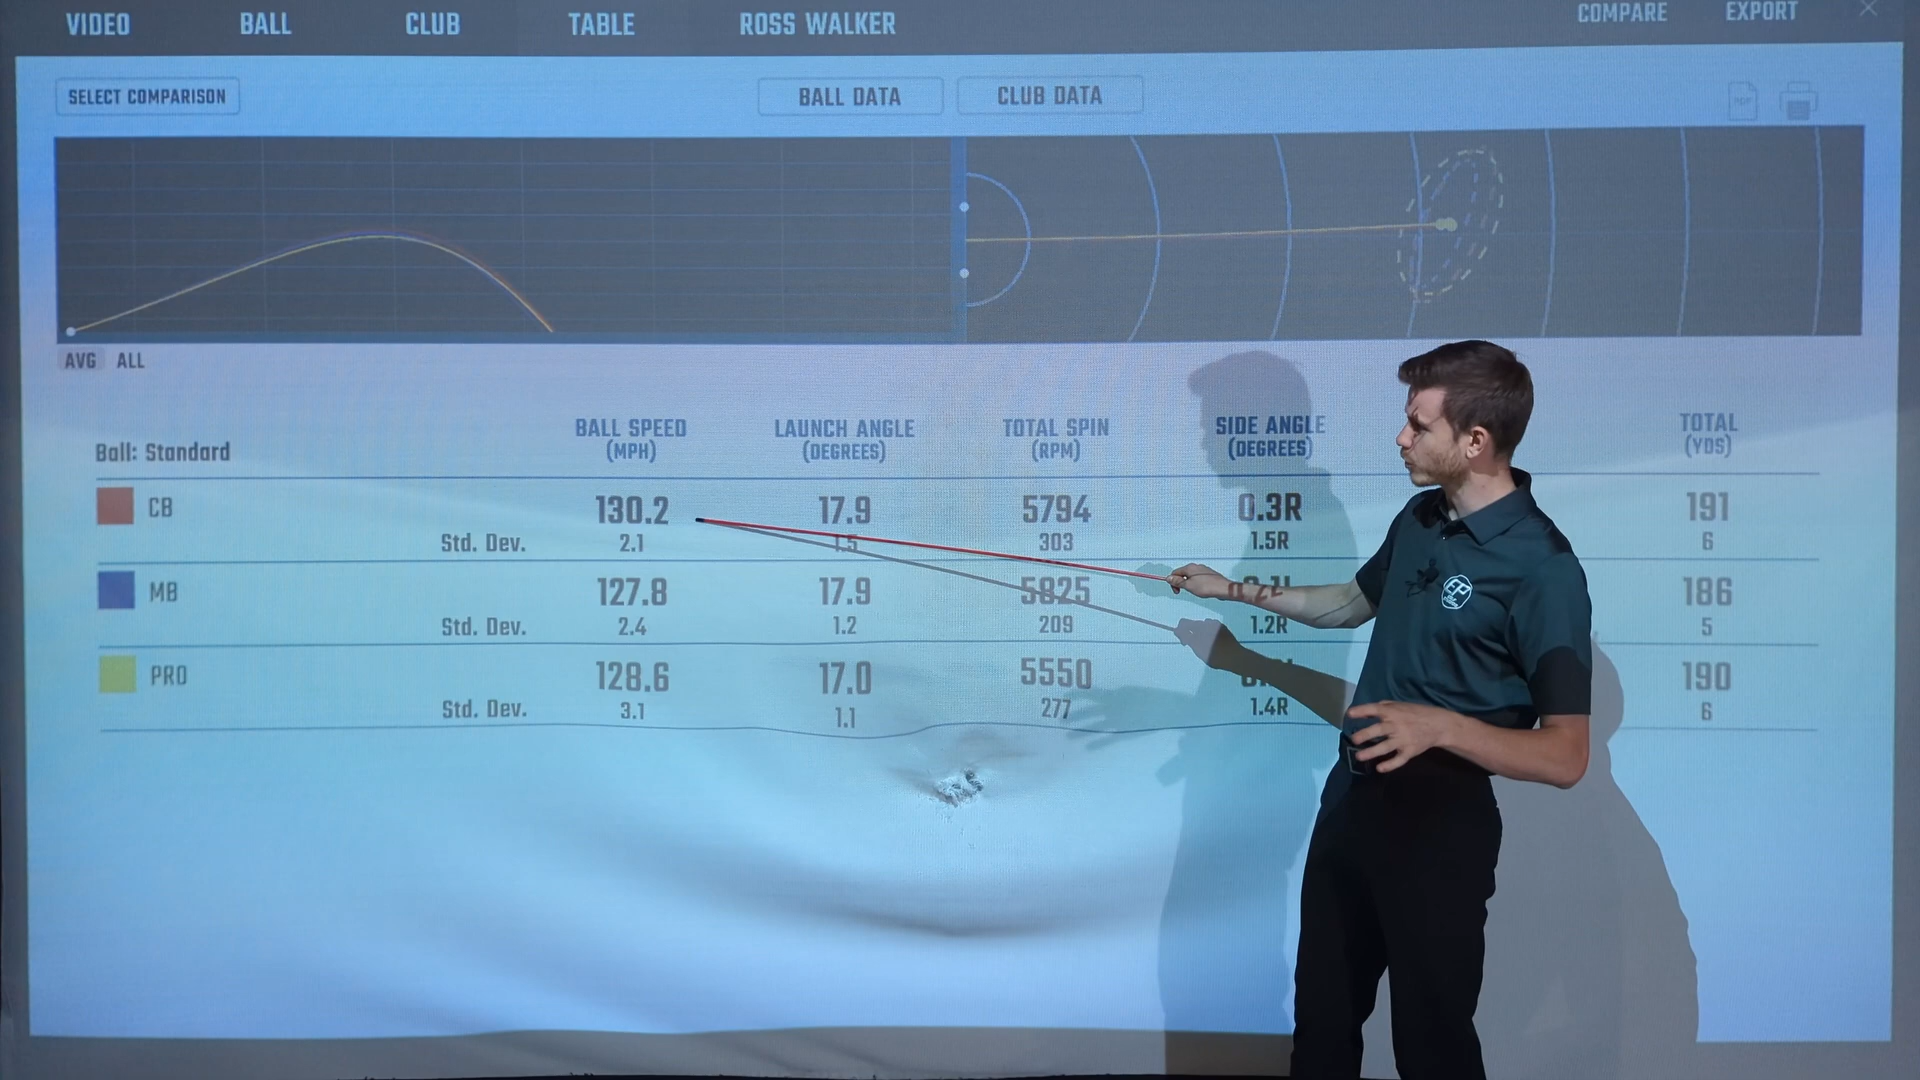 VIDEO BALL CLUB TABLE ROSS WALKER COMPARE EXPORT
SELECT COMPARISON BALL DATA CLUB DATA
PDF
AVG ALL
BALL SPEED LAUNCH ANGLE TOTAL SPIN SIDE ANGLE TOTAL
Ball: Standard (MPH) (DEGREES) (RPM) (DEGREES) (YDS)
CB 130.2 17.9 5794 0.3R 191
Std. Dev. 2.1 1.5 303 1.5R 6
MB 127.8 17.9 5825 186
Std. Dev. 2.4 1.2 209 1.2R 5
PRO 128.6 17.0 5550 190
Std. Dev. 3.1 1.1 277 1.4R 6
EP